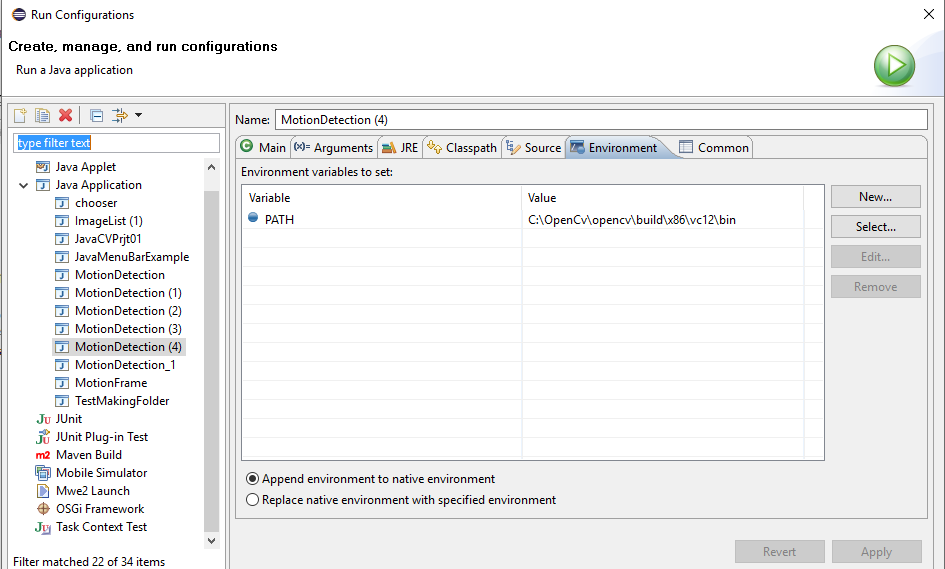 Run Configurations
Create, manage, and run configurations
Run a Java application
type filter text
Java Applet
Java Application
chooser
ImageList (1)
JavaCVPrjt01
JavaMenuBarExample
MotionDetection
MotionDetection (1)
MotionDetection (2)
MotionDetection (3)
MotionDetection (4)
MotionDetection_1
MotionFrame
TestMakingFolder
JUnit
JUnit Plug-in Test
Maven Build
Mobile Simulator
Mwe2 Launch
OSGi Framework
Task Context Test
Filter matched 22 of 34 items
Name: MotionDetection (4)
Main Arguments JRE Classpath Source Environment Common
Environment variables to set:
Variable Value
PATH C:\OpenCv\opencv\build\x86\vc12\bin
New...
Select...
Edit...
Remove
Append environment to native environment
Replace native environment with specified environment
Revert Apply